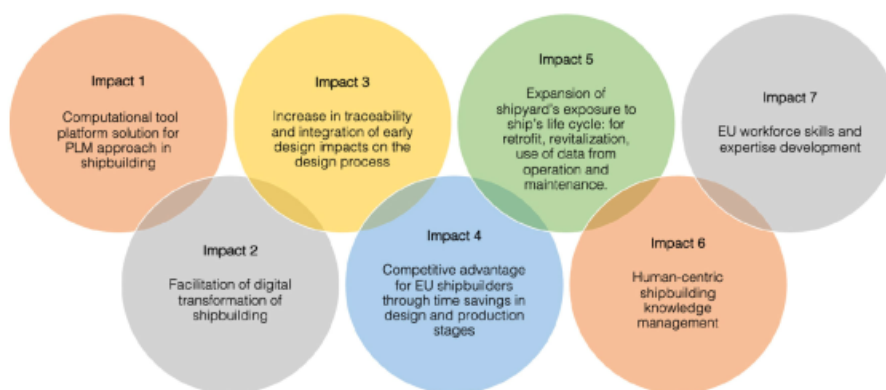 Impact 1
Computational tool
platform solution for
PLM approach in
shipbuilding
Impact 2
Facilitation of digital
transformation of
shipbuilding
Impact 3
Increase in traceability
and integration of early
design impacts on the
design process
Impact 4
Competitive advantage
for EU shipbuilders
through time savings in
design and production
stages
Impact 5
Expansion of
shipyard's exposure to
ship's life cycle: for
retrofit, revitalization,
use of data from
operation and
maintenance.
Impact 6
Human-centric
shipbuilding
knowledge
management
Impact 7
EU workforce skills and
expertise development